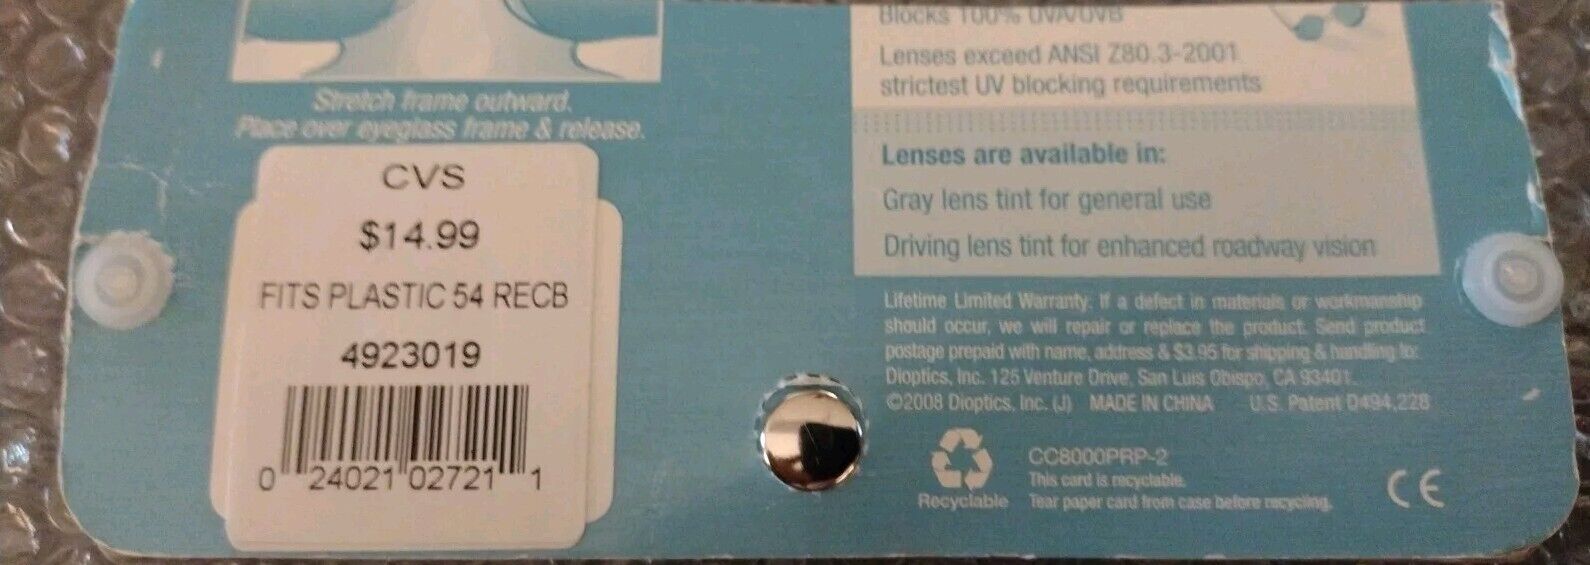 Stretch frame outward.
Place over eyeglass frame & release.
CVS
$14.99
FITS PLASTIC 54 RECB
4923019
0 24021 02721 1
Blocks 100% UVA/UVB
Lenses exceed ANSI Z80.3-2001
strictest UV blocking requirements
Lenses are available in:
Gray lens tint for general use
Driving lens tint for enhanced roadway vision
Lifetime Limited Warranty: If a defect in materials or workmanship
should occur, we will repair or replace the product. Send product
postage prepaid with name, address & $3.95 for shipping & handling to:
Dioptics, Inc. 125 Venture Drive, San Luis Obispo, CA 93401.
©2008 Dioptics, Inc. (J) MADE IN CHINA U.S. Patent D494,228
CC8000PRP-2
This card is recyclable.
Tear paper card from case before recycling.
Recyclable
CE